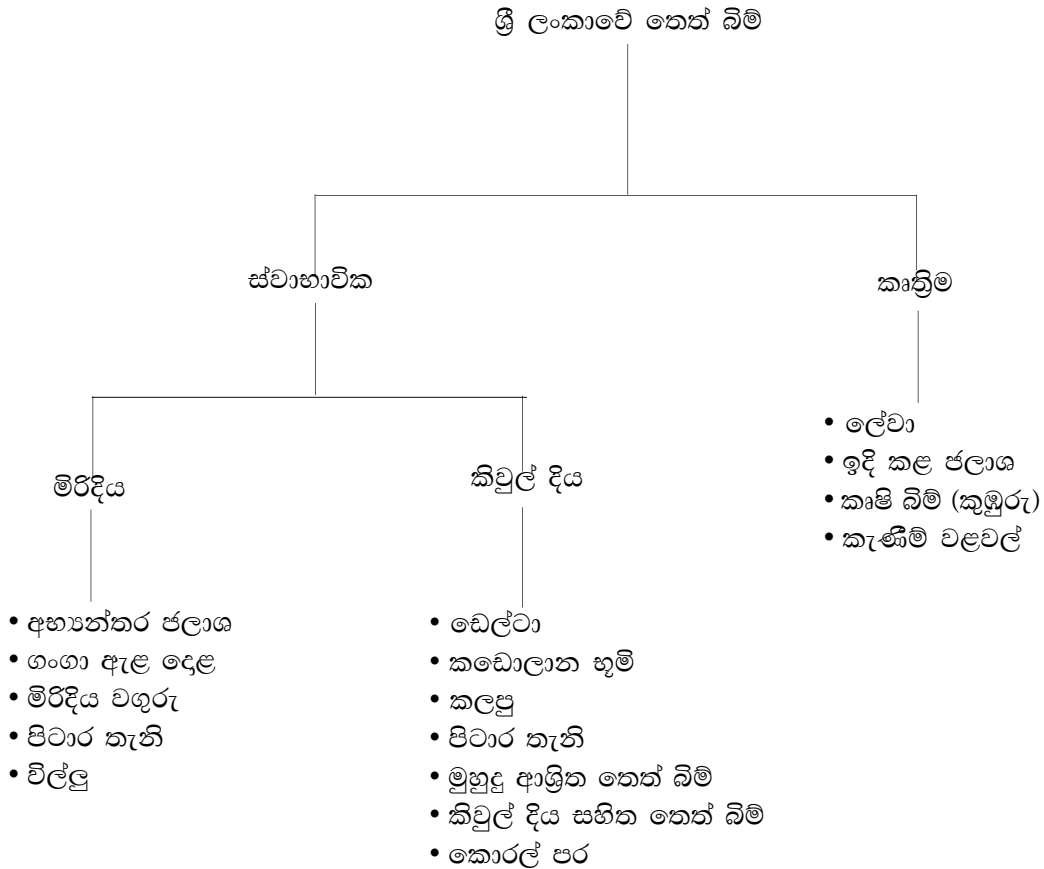 ශ්‍රී ලංකාවේ තෙත් බිම්
ස්වාභාවික
කෘත්‍රිම
මිරිදිය
• අභ්‍යන්තර ජලාශ
• ගංගා ඇළ දොළ
• මිරිදිය වගුරු
• පිටාර තැනි
• විල්ලු
කිවුල් දිය
• ඩෙල්ටා
• කඩොලාන භූමි
• කලපු
• පිටාර තැනි
• මුහුදු ආශ්‍රිත තෙත් බිම්
• කිවුල් දිය සහිත තෙත් බිම්
• කොරල් පර
• ලේවා
• ඉදි කළ ජලාශ
• කෘෂි බිම් (කුඹුරු)
• කැණීම් වළවල්